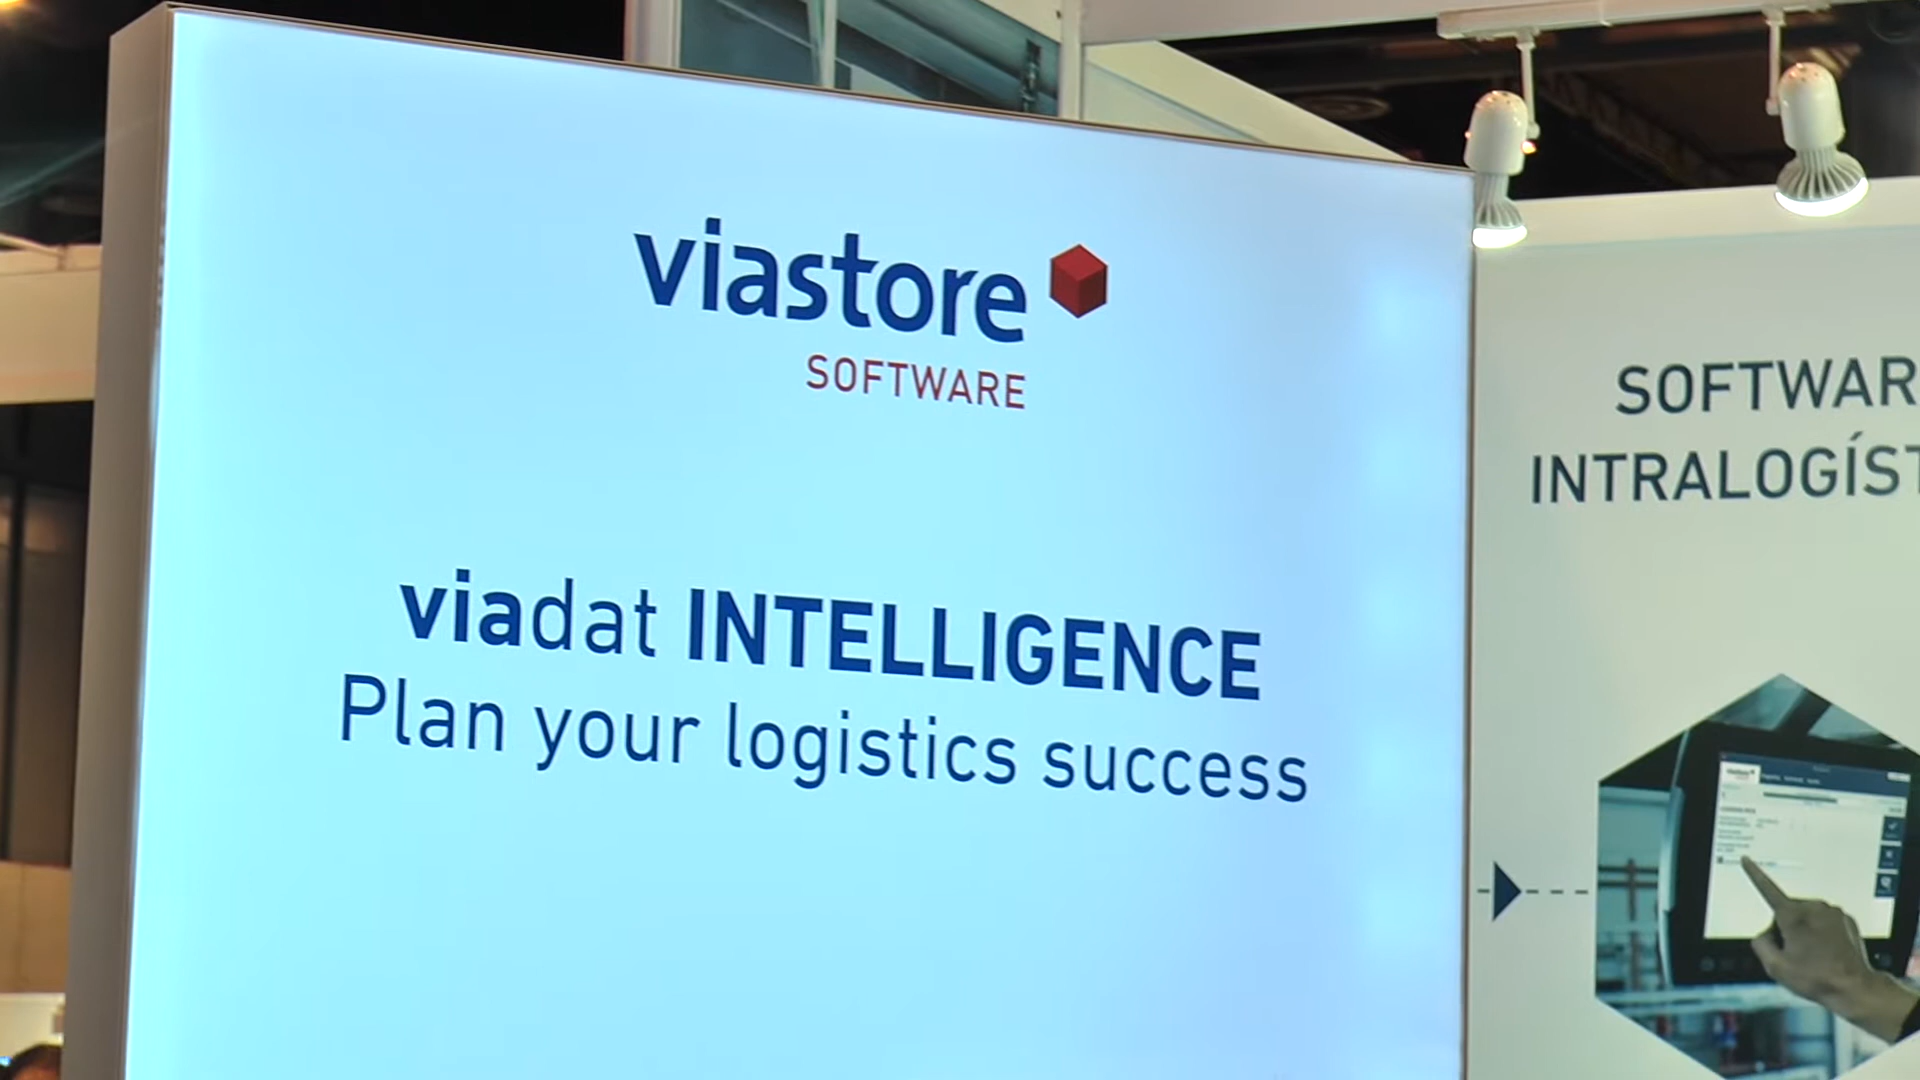 viastore
SOFTWARE
viadat INTELLIGENCE
Plan your logistics success
SOFTWAR
INTRALOGÍST